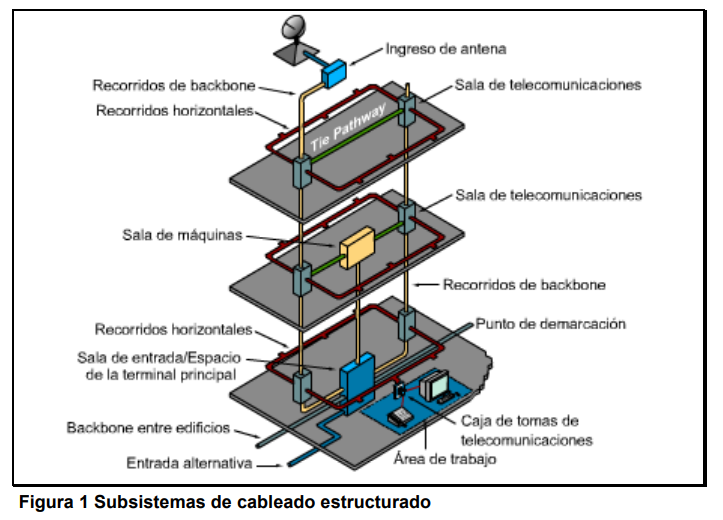 Ingreso de antena
Recorridos de backbone
Sala de telecomunicaciones
Recorridos horizontales
Tie Pathway
Sala de telecomunicaciones
Sala de máquinas
Recorridos de backbone
Punto de demarcación
Recorridos horizontales
Sala de entrada/Espacio
de la terminal principal
Backbone entre edificios
Caja de tomas de
telecomunicaciones
Entrada alternativa
Área de trabajo
Figura 1 Subsistemas de cableado estructurado